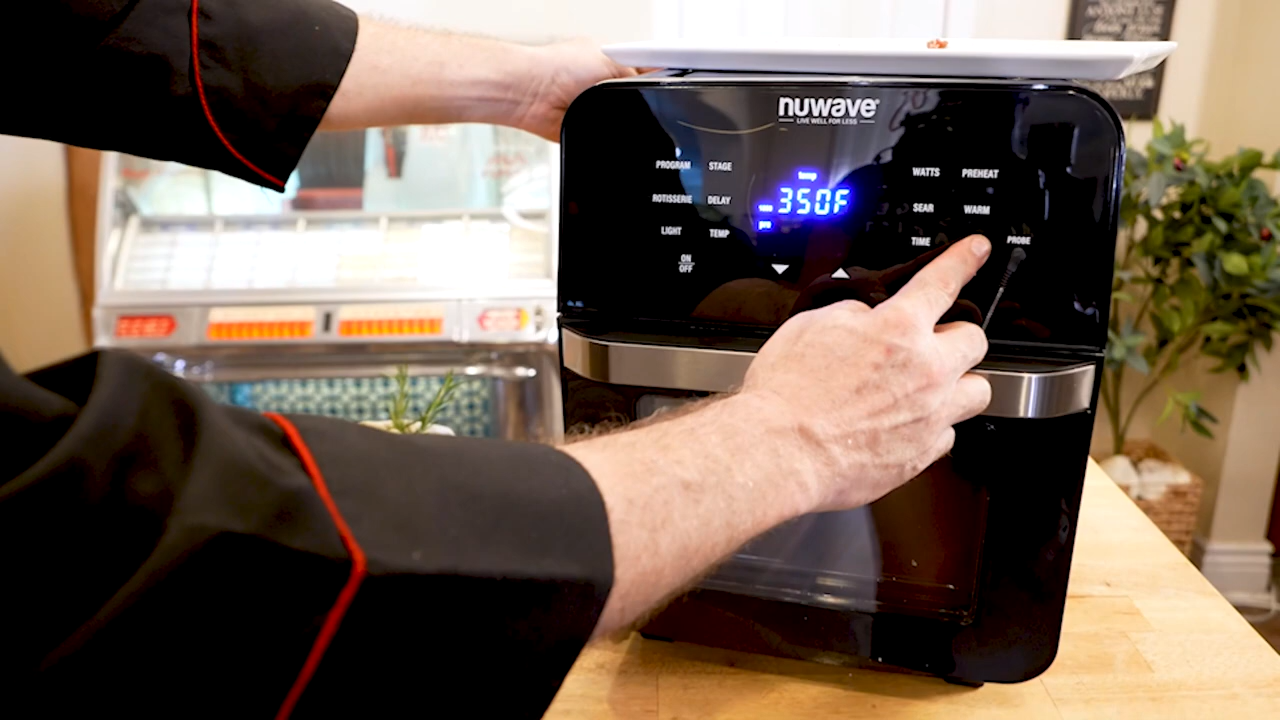 nuwave
LIVE WELL FOR LESS
PROGRAM STAGE
ROTISSERIE DELAY
LIGHT TEMP
ON
OFF
temp
350F
WATTS PREHEAT
SEAR WARM
TIME PROBE